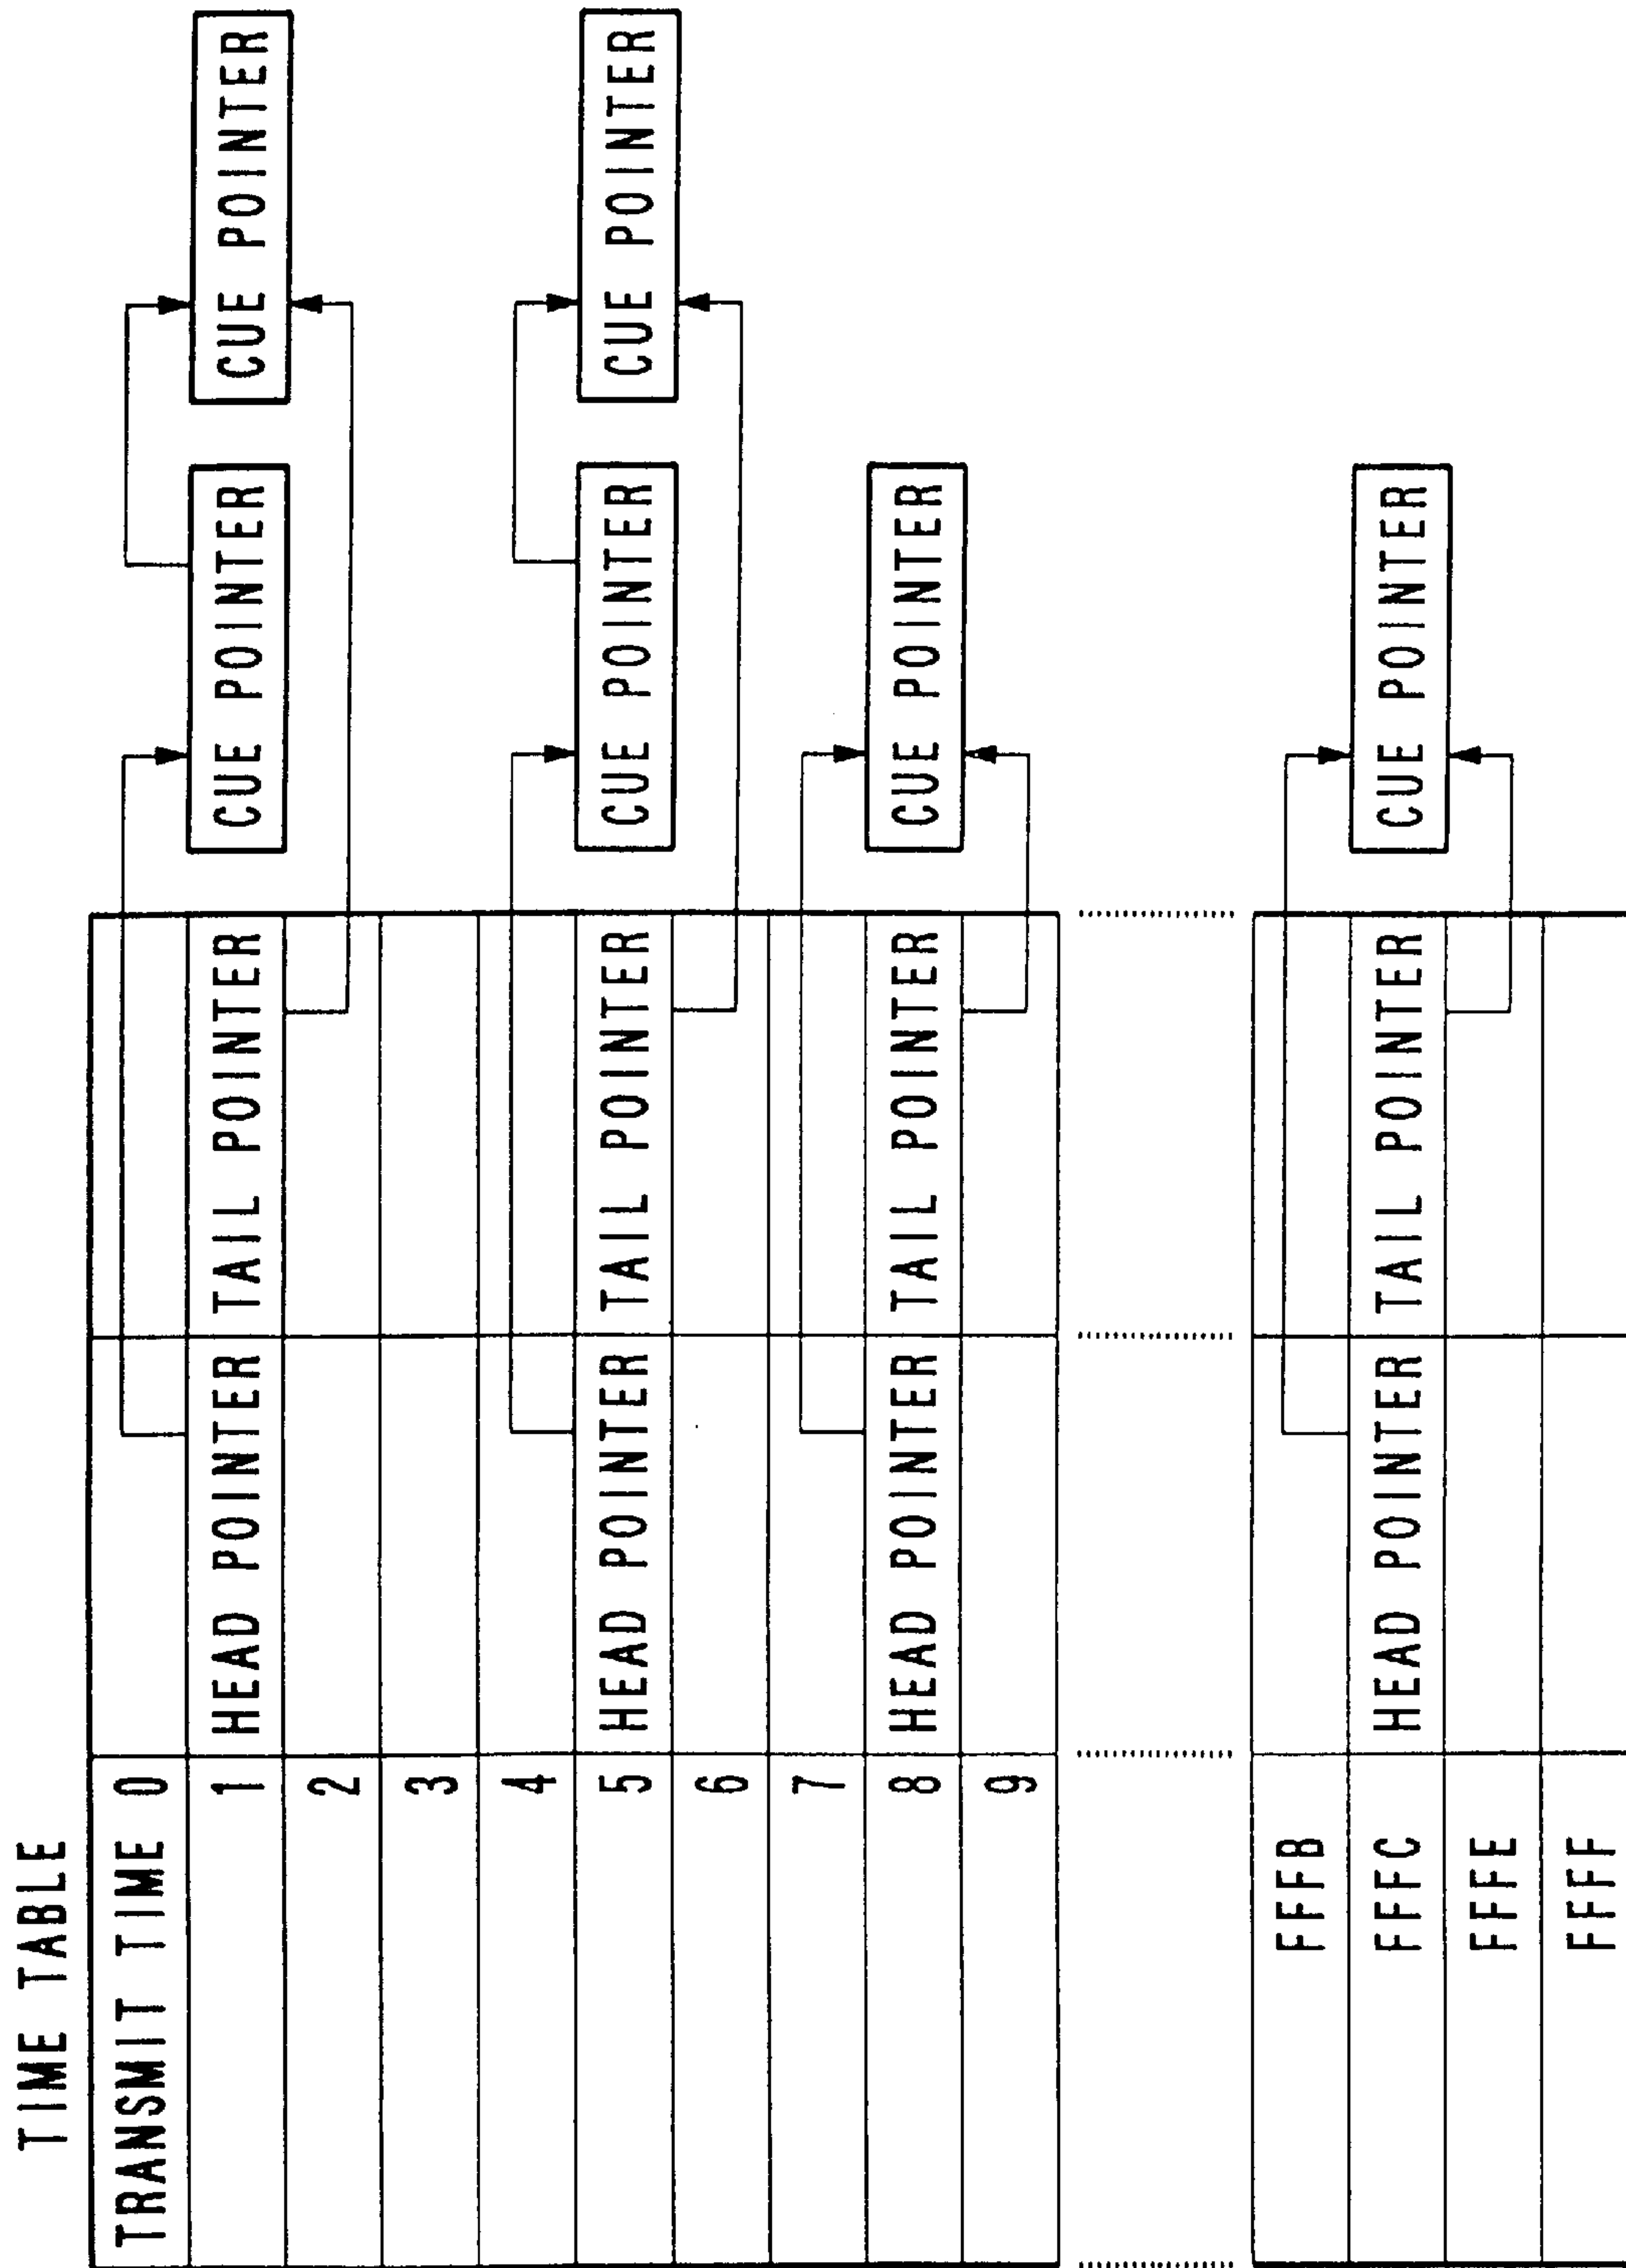 TIME TABLE
TRANSMIT TIME 0
1 HEAD POINTER TAIL POINTER CUE POINTER CUE POINTER
2
3
4
5 HEAD POINTER TAIL POINTER CUE POINTER CUE POINTER
6
7
8 HEAD POINTER TAIL POINTER CUE POINTER
9
FFFB
FFFC HEAD POINTER TAIL POINTER CUE POINTER
FFFE
FFFF